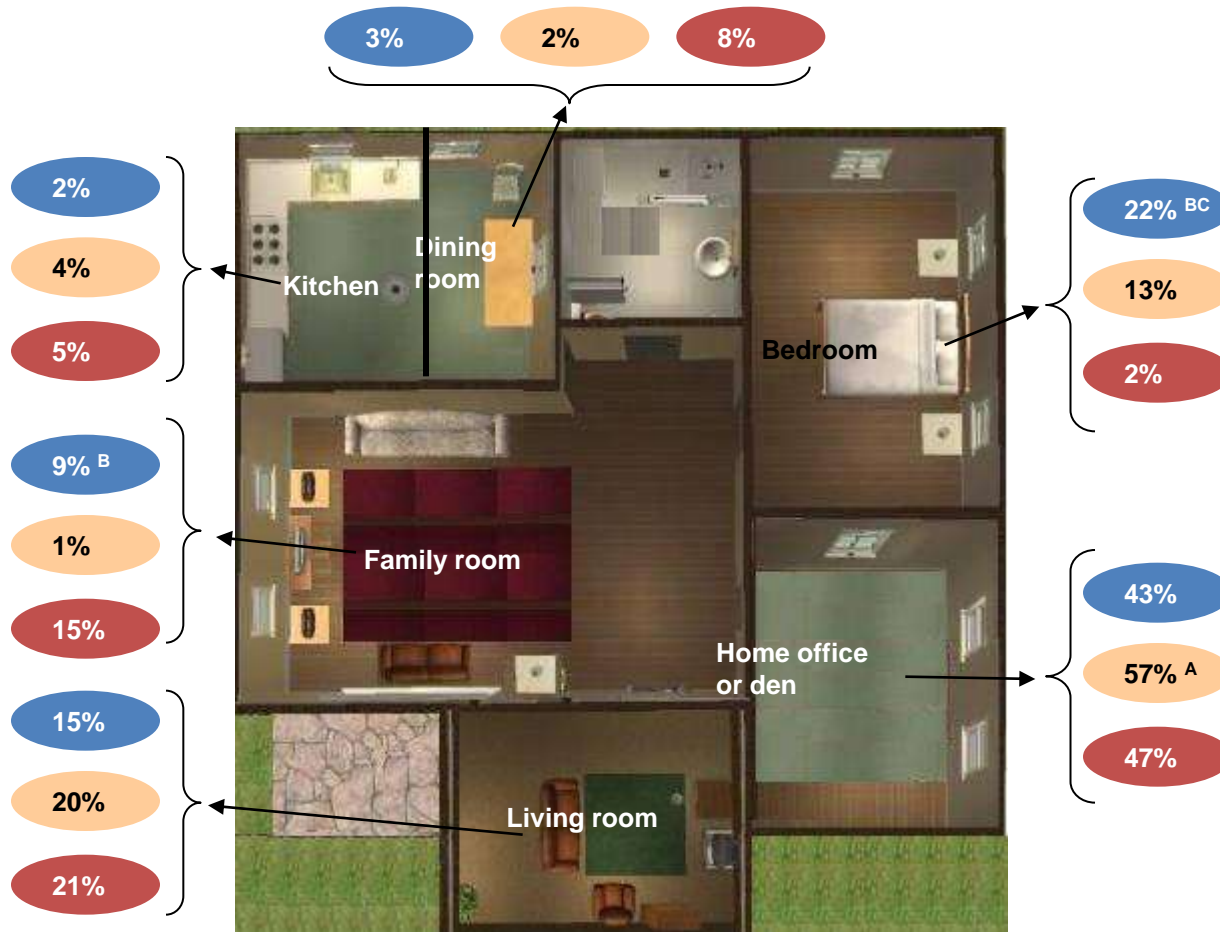 3%
2%
8%
2%
4%
5%
Kitchen
Dining
room
Bedroom
22% BC
13%
2%
9% B
1%
15%
Family room
Home office
or den
43%
57% A
47%
15%
20%
21%
Living room